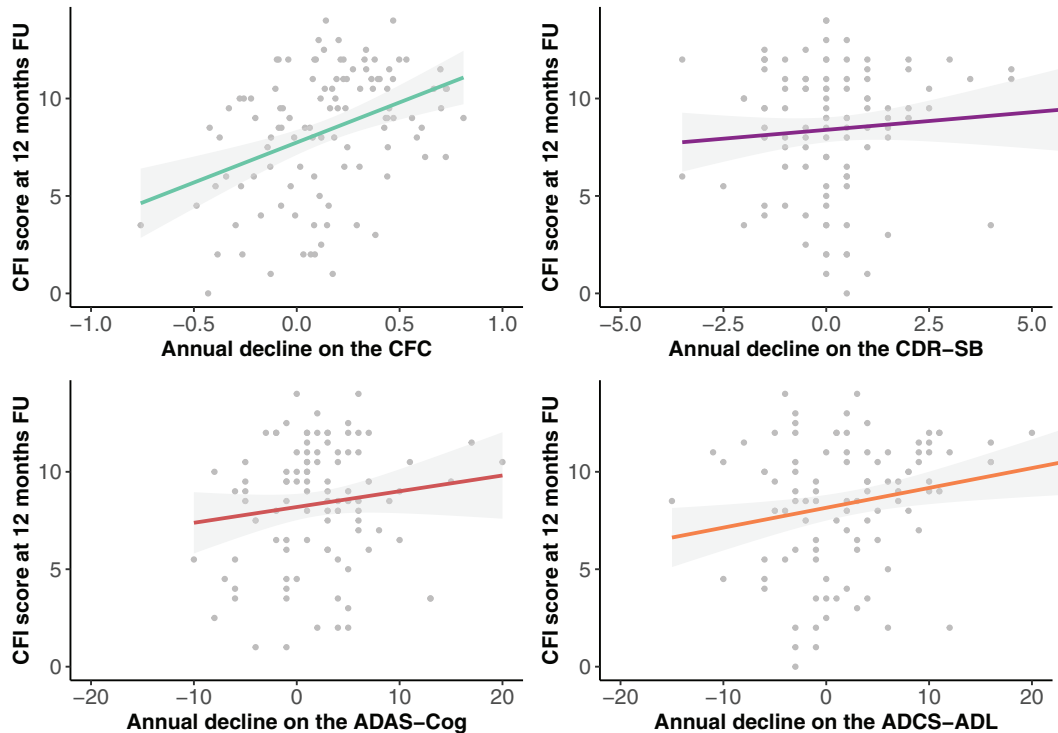 CFI score at 12 months FU
10
5
0
−1.0 −0.5 0.0 0.5 1.0
Annual decline on the CFC
CFI score at 12 months FU
10
5
0
−5.0 −2.5 0.0 2.5 5.0
Annual decline on the CDR−SB
CFI score at 12 months FU
10
5
0
−20 −10 0 10 20
Annual decline on the ADAS−Cog
CFI score at 12 months FU
10
5
0
−20 −10 0 10 20
Annual decline on the ADCS−ADL